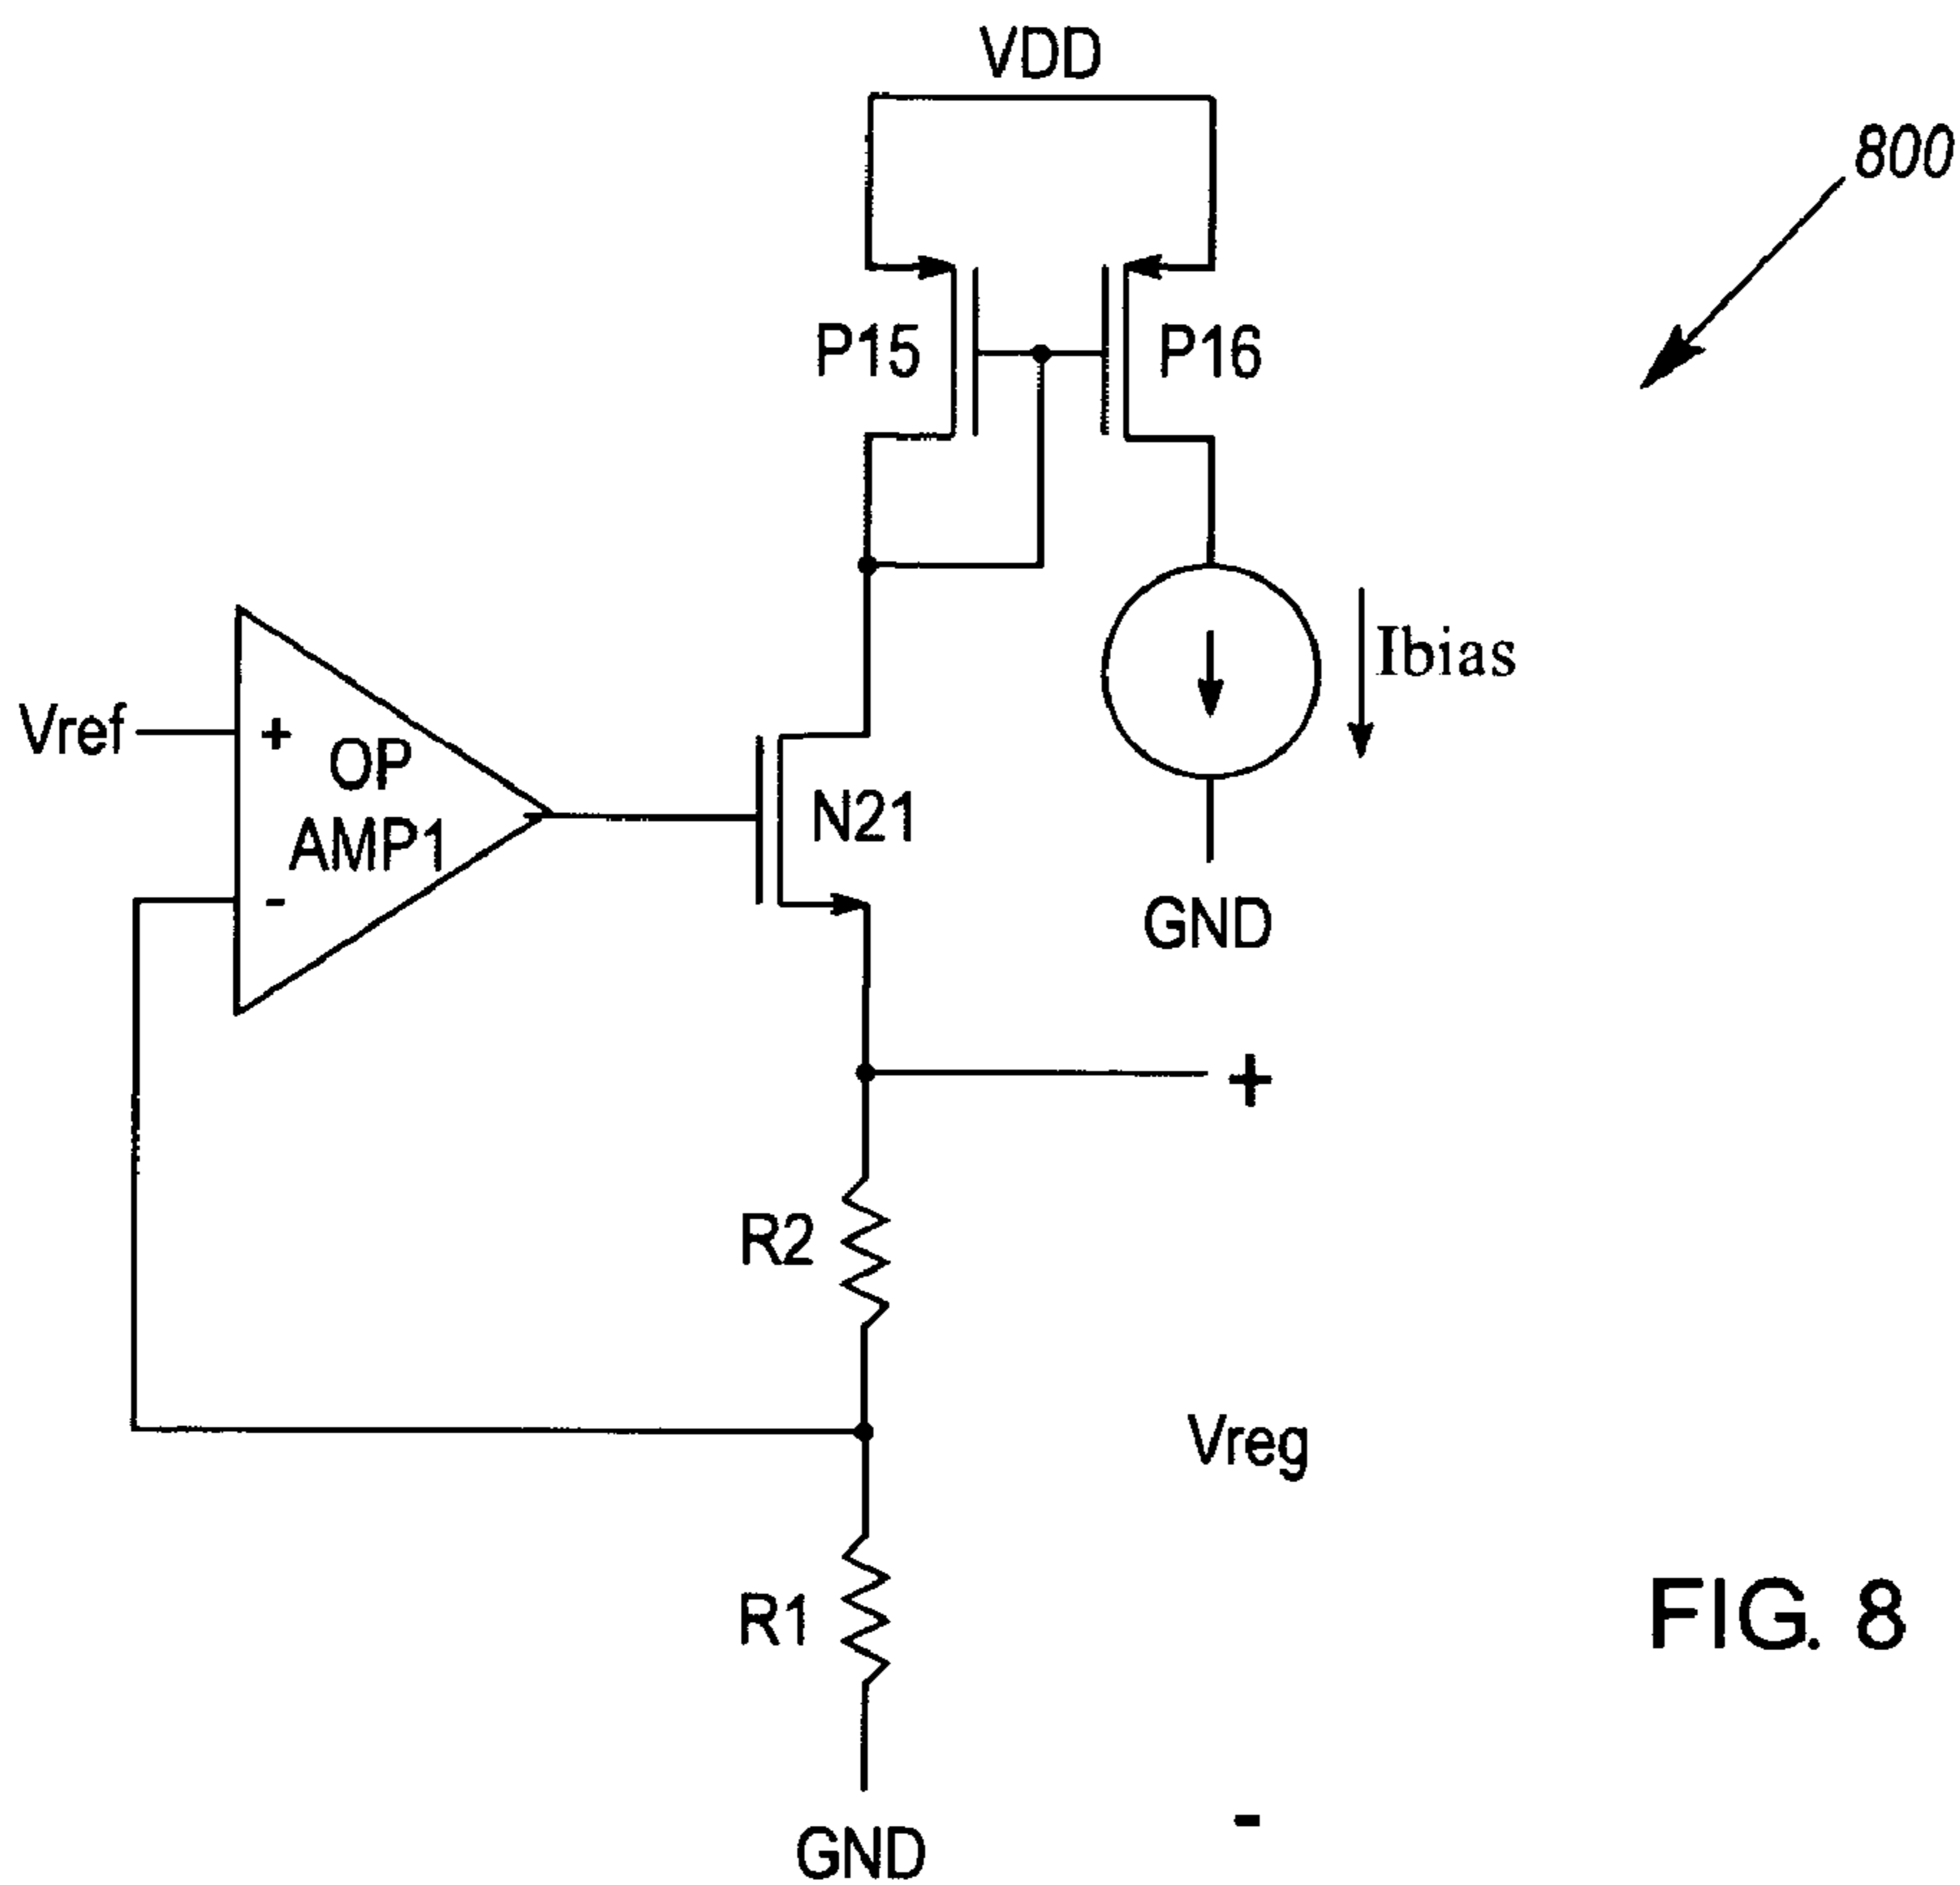 VDD
800
P15
P16
Ibias
Vref
+
OP
AMP1
-
N21
GND
+
R2
Vreg
R1
FIG. 8
GND
-